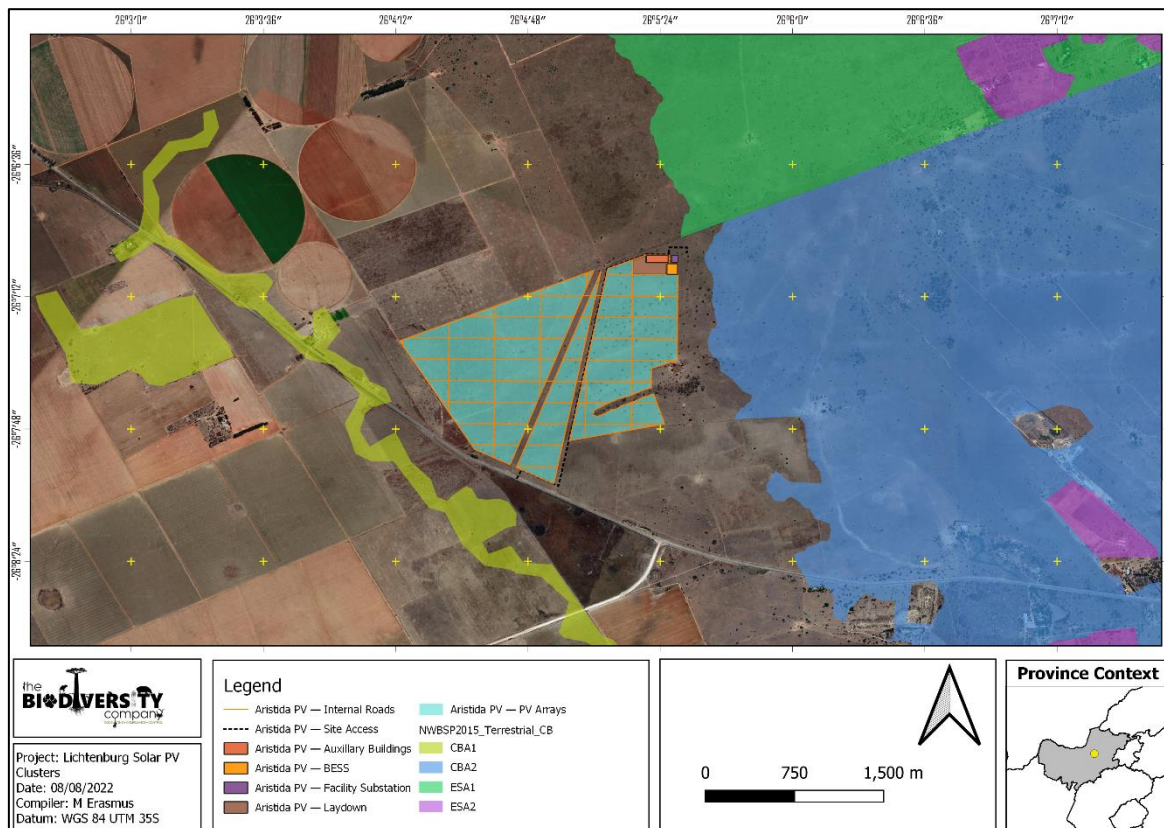 26°3'0" 26°3'36" 26°4'12" 26°4'48" 26°5'24" 26°6'0" 26°6'36" 26°7'12"
-26°6'36"
-26°7'12"
-26°7'48"
-26°8'24"
the
BIODIVERSITY
company
Project: Lichtenburg Solar PV
Clusters
Date: 08/08/2022
Compiler: M Erasmus
Datum: WGS 84 UTM 35S
Legend
Aristida PV — Internal Roads
Aristida PV — Site Access
Aristida PV — Auxillary Buildings
Aristida PV — BESS
Aristida PV — Facility Substation
Aristida PV — Laydown
Aristida PV — PV Arrays
NWBSP2015_Terrestrial_CB
CBA1
CBA2
ESA1
ESA2
0 750 1,500 m
Province Context